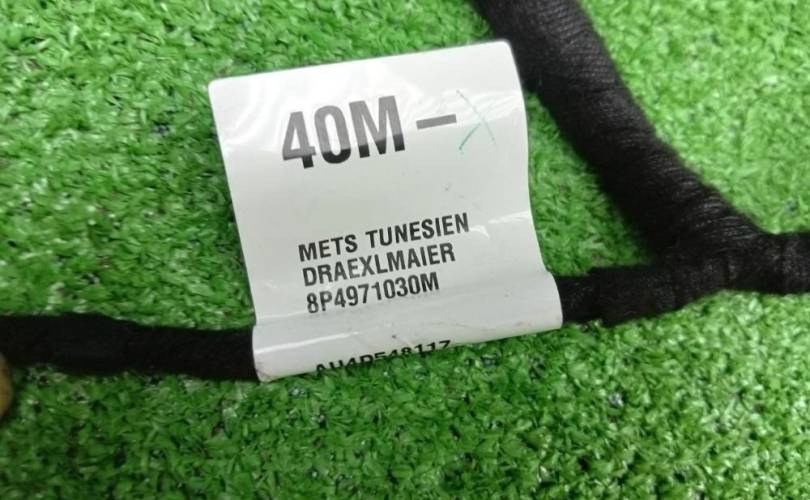 40M-
METS TUNESIEN
DRAEXLMAIER
8P4971030M